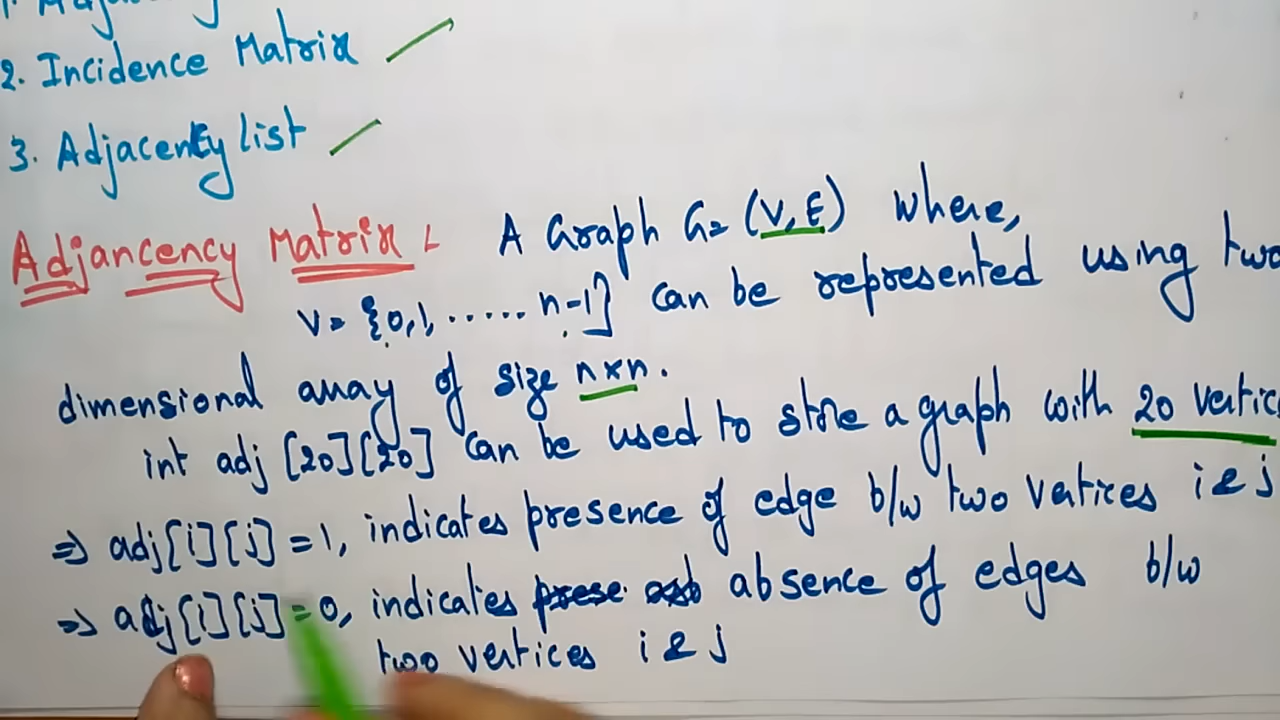 1.
2. Incidence Matrix
3. Adjacency list
Adjancency Matrix : A Graph G= (V, E) where,
V = {0,1, ...... n-1} can be represented using two
dimensional array of size n×n.
int adj [20][20] can be used to store a graph with 20 vertic
⇒ adj[i][j] = 1, indicates presence of edge b/w two vertices i & j
⇒ adj[i][j] = 0, indicates absence of edges b/w
two vertices i & j